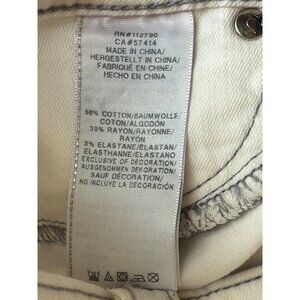 RN#112790
CA#57414
MADE IN CHINA/
HERGESTELLT IN CHINA/
FABRIQUÉ EN CHINE/
HECHO EN CHINA
58% COTTON/BAUMWOLLE/
COTON/ALGODÓN
39% RAYON/RAYONNE/
RAYÓN
3% ELASTANE/ELASTAN/
ELASTHANNE/ELASTANO
EXCLUSIVE OF DECORATION/
AUSGENOMMEN DEKORATION/
SAUF DÉCORATION/
NO INCLUYE LA DECORACIÓN